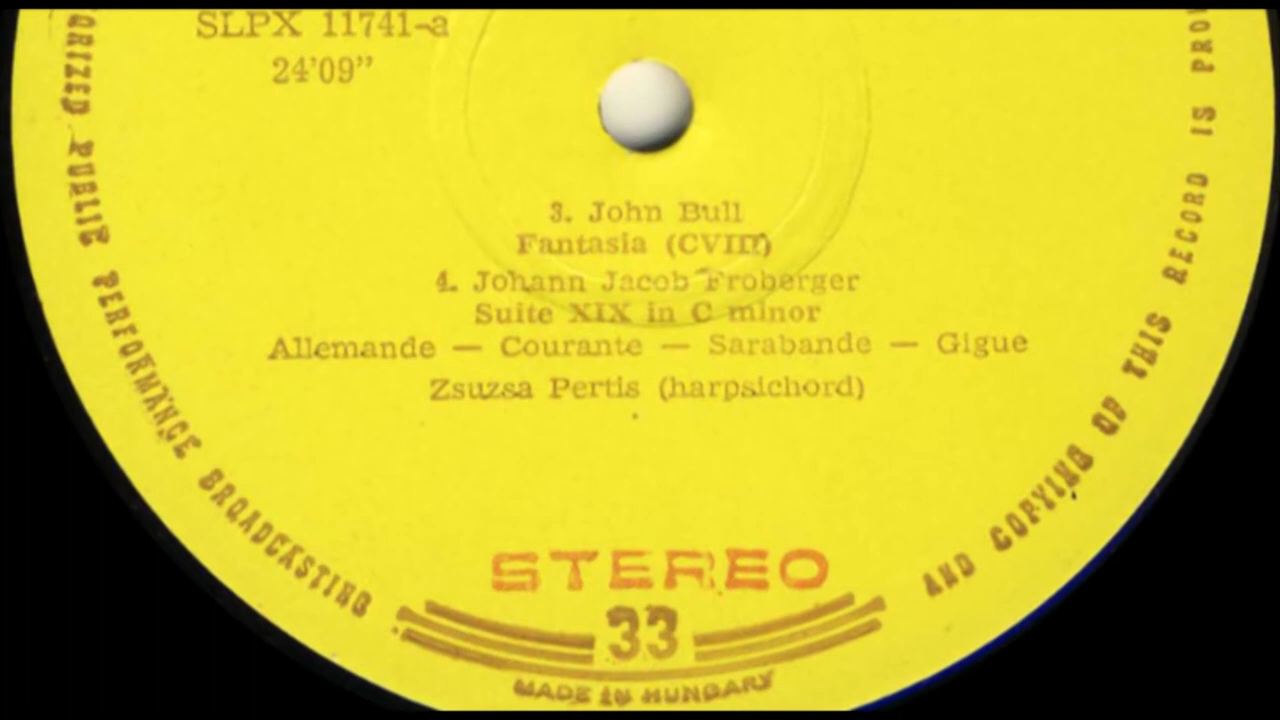 SLPX 11741-a
24'09"
3. John Bull
Fantasia (CVIII)
4. Johann Jacob Froberger
Suite XIX in C minor
Allemande — Courante — Sarabande — Gigue
Zsuzsa Pertis (harpsichord)
STEREO
33
MADE IN HUNGARY
PUBLIC PERFORMANCE BROADCASTING
AND COPYING OF THIS RECORD IS